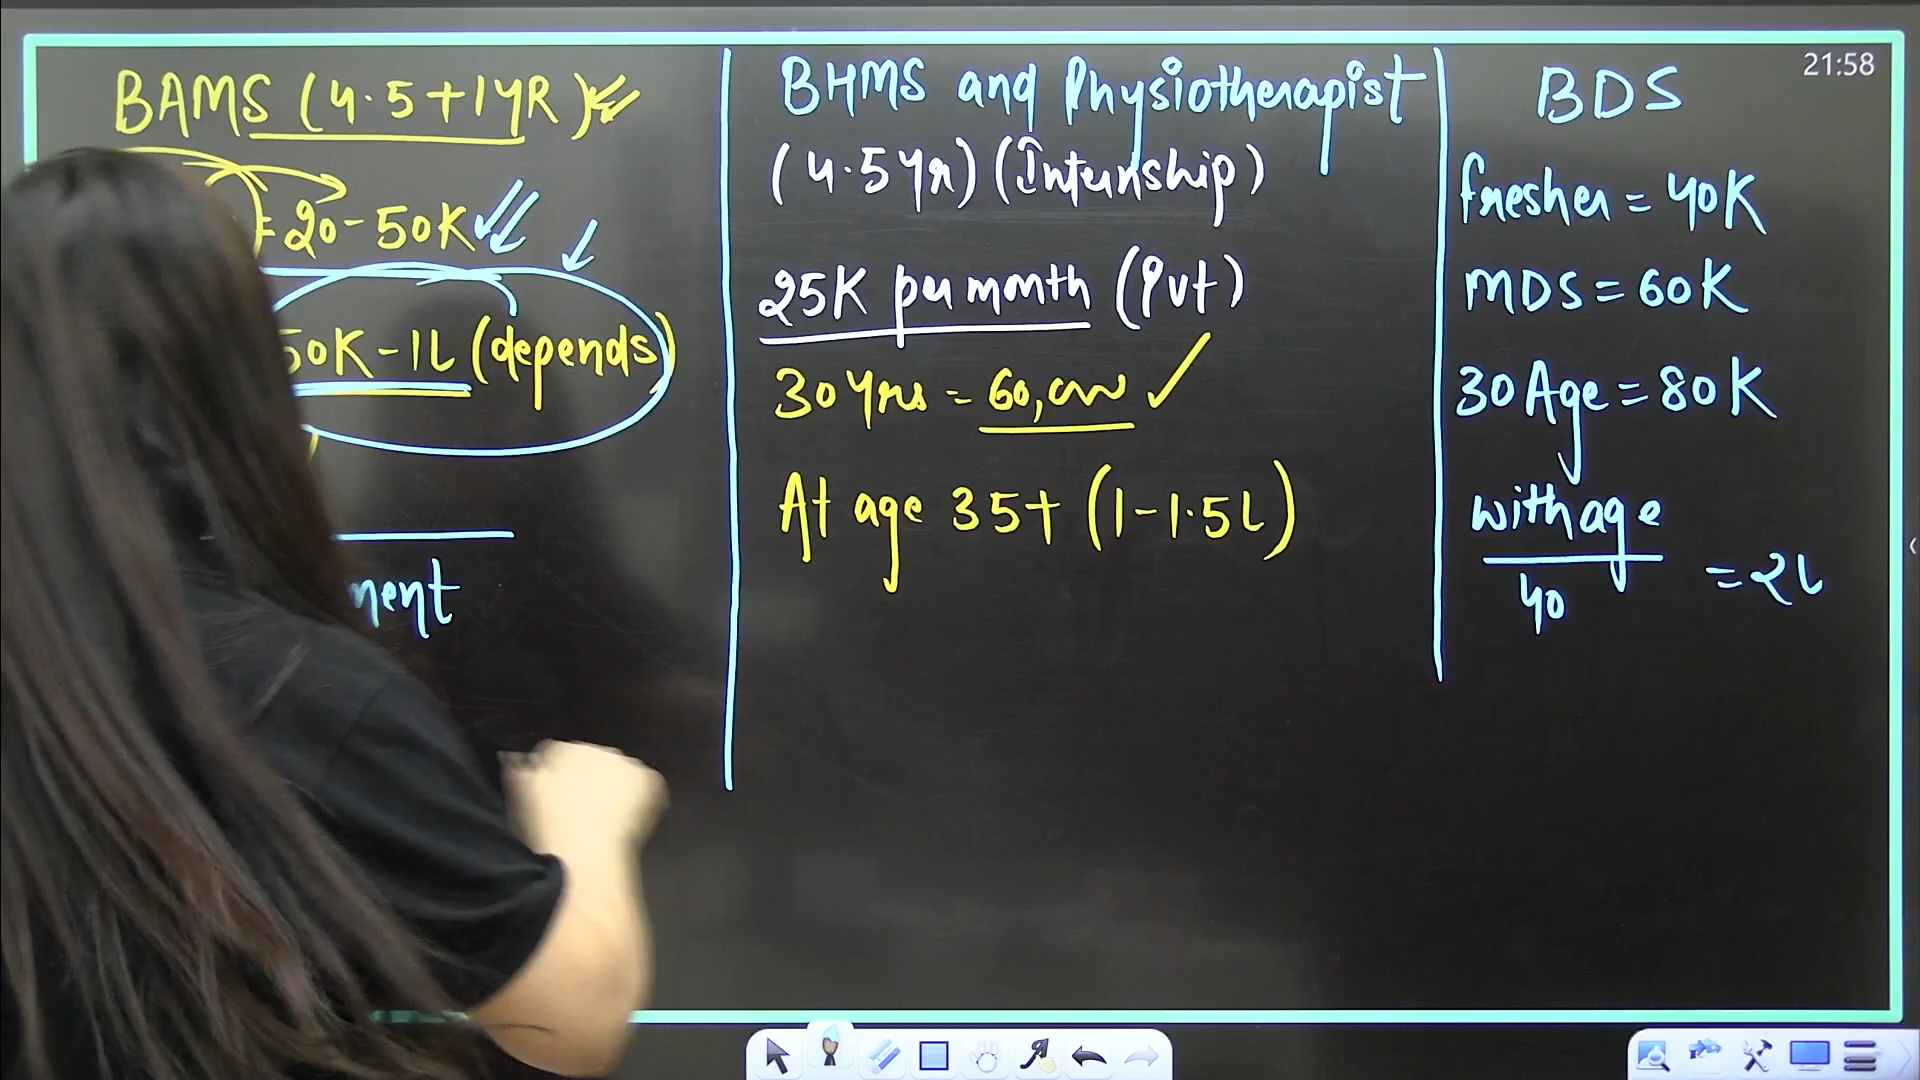 BAMS (4.5+1YR)
= 20-50K
50K-1L (depends)
BHMS and Physiotherapist
(4.5 Yr) (Internship)
25K per month (Pvt)
30 Yrs = 60,000
At age 35+ (1-1.5L)
21:58
BDS
fresher = 40K
MDS = 60K
30 Age = 80K
with age
40 = 2L